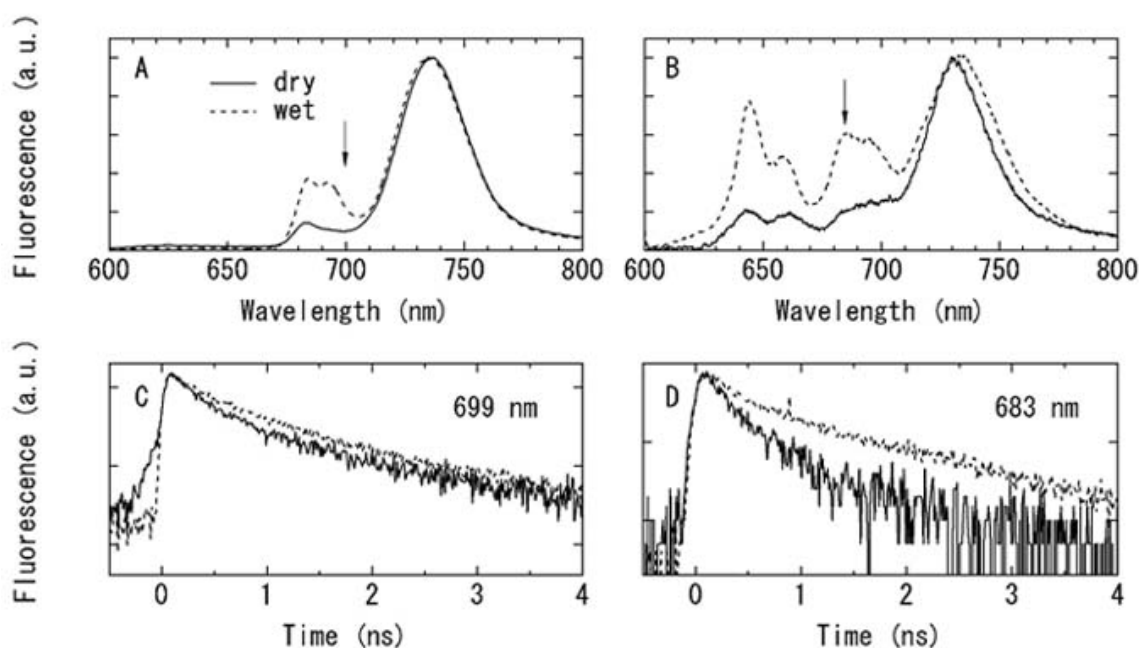 A
dry
wet
Fluorescence (a.u.)
600 650 700 750 800
Wavelength (nm)
B
600 650 700 750 800
Wavelength (nm)
C
699 nm
Fluorescence (a.u.)
0 1 2 3 4
Time (ns)
D
683 nm
0 1 2 3 4
Time (ns)